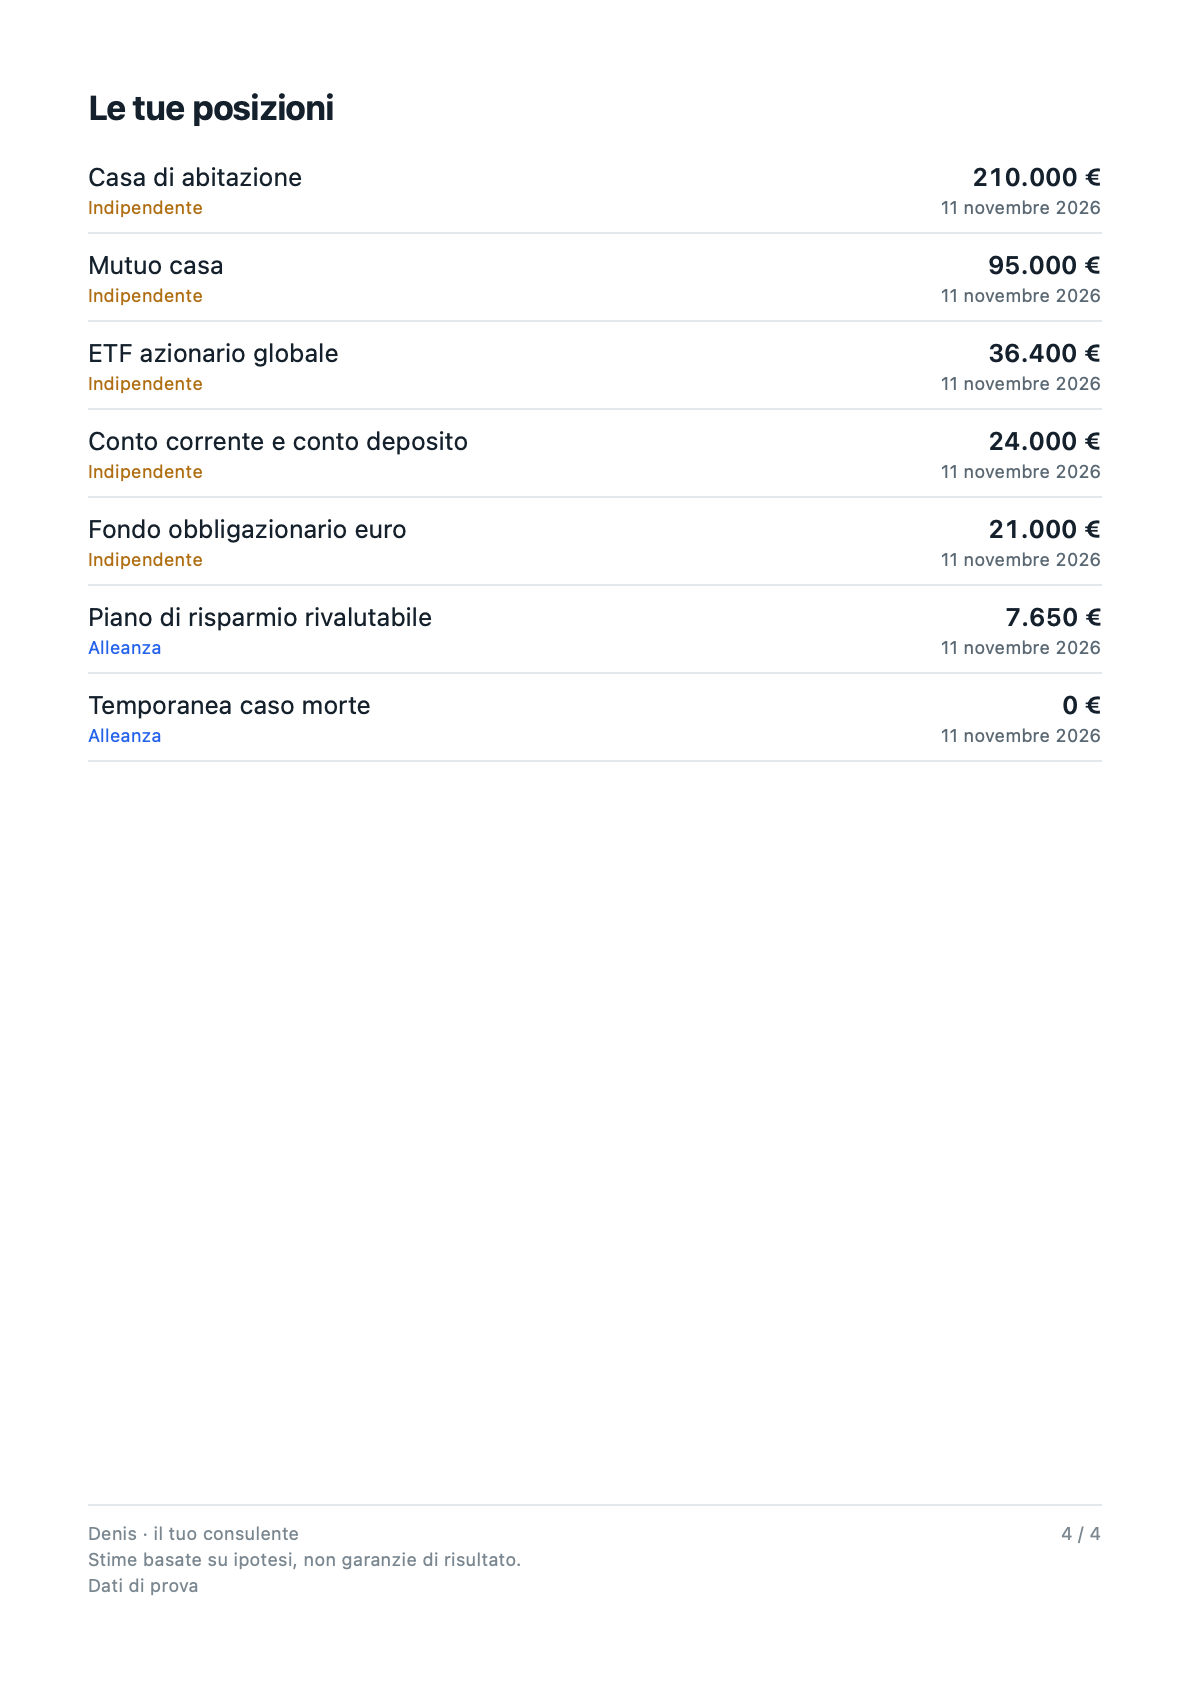 Le tue posizioni
Casa di abitazione 210.000 €
Indipendente 11 novembre 2026
Mutuo casa 95.000 €
Indipendente 11 novembre 2026
ETF azionario globale 36.400 €
Indipendente 11 novembre 2026
Conto corrente e conto deposito 24.000 €
Indipendente 11 novembre 2026
Fondo obbligazionario euro 21.000 €
Indipendente 11 novembre 2026
Piano di risparmio rivalutabile 7.650 €
Alleanza 11 novembre 2026
Temporanea caso morte 0 €
Alleanza 11 novembre 2026
Denis · il tuo consulente 4 / 4
Stime basate su ipotesi, non garanzie di risultato.
Dati di prova